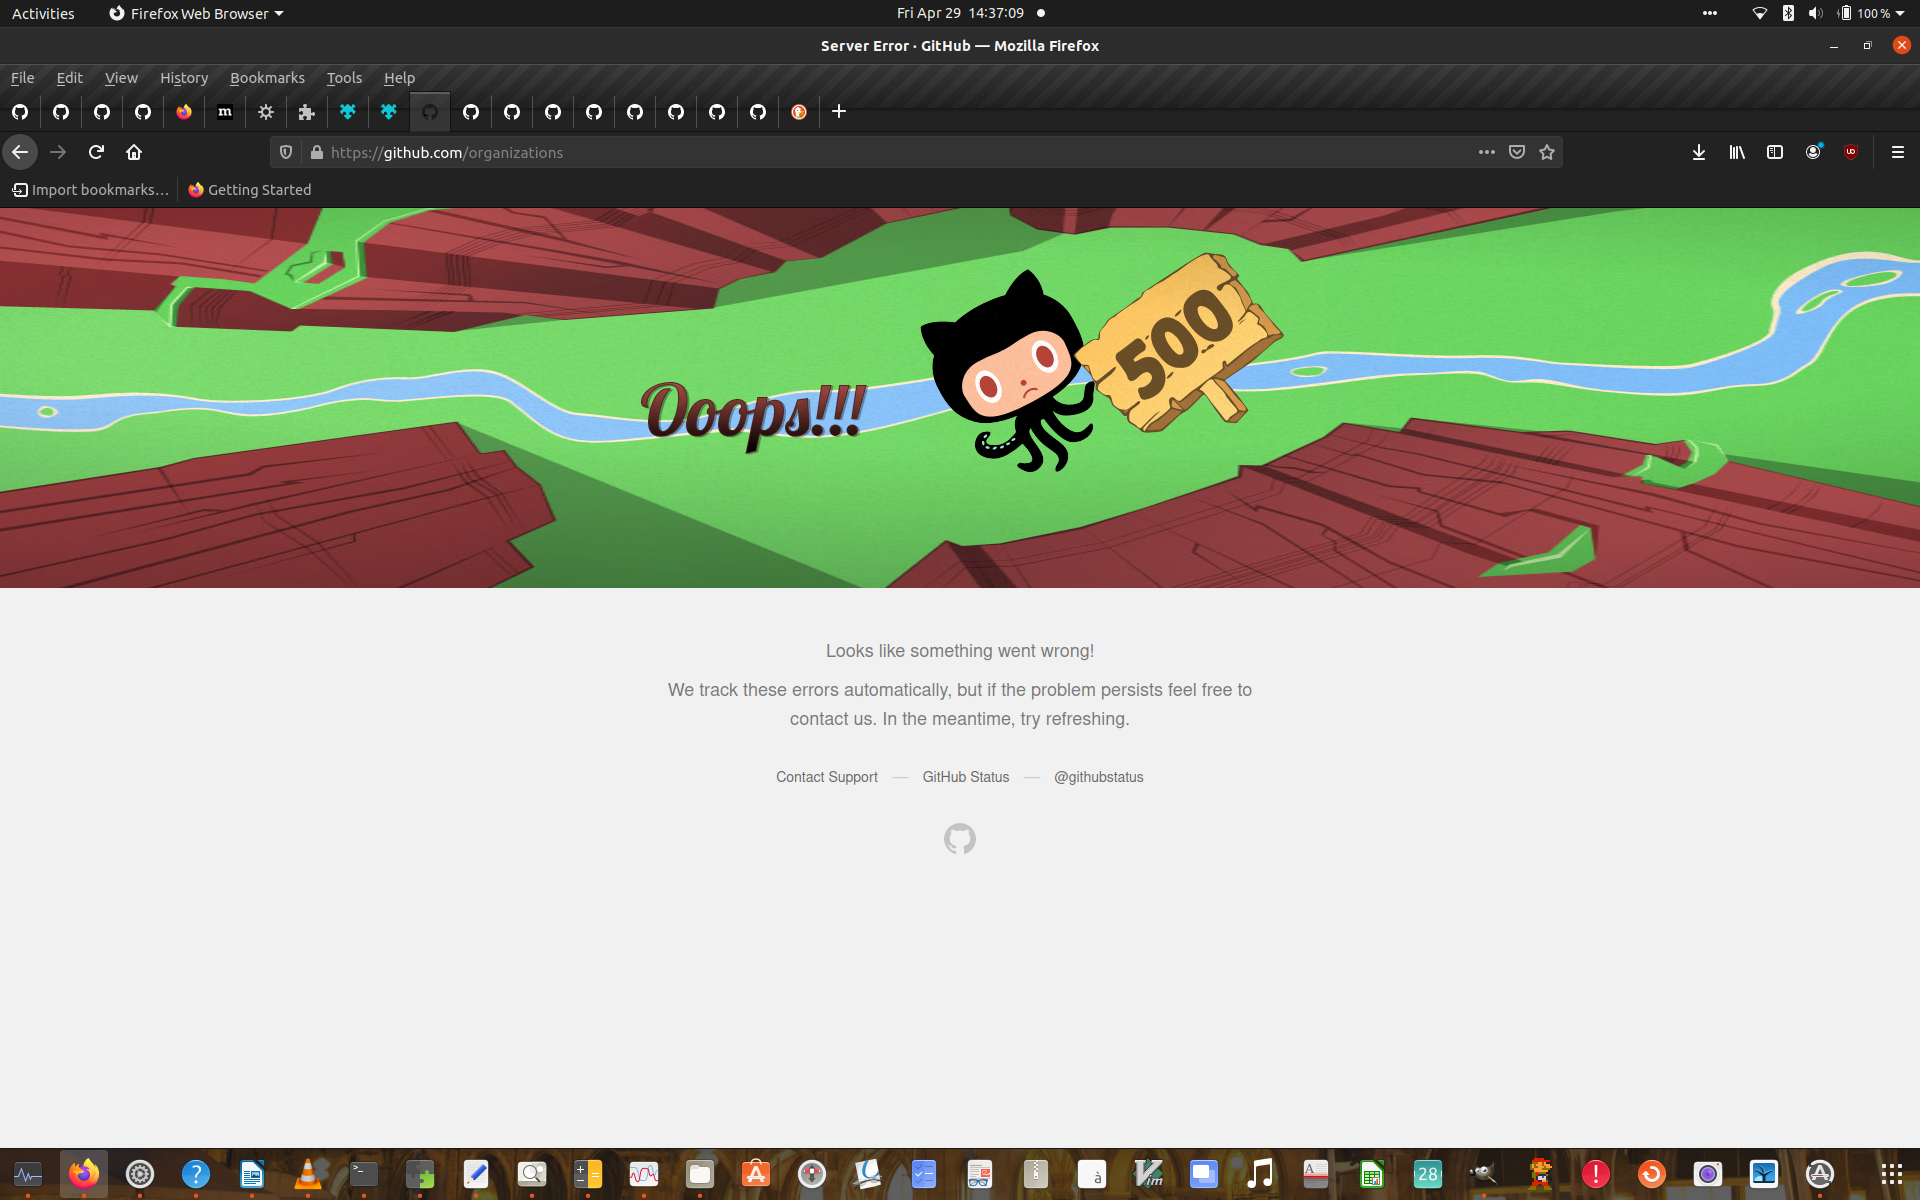 Activities
Firefox Web Browser
Fri Apr 29 14:37:09
100 %
Server Error · GitHub — Mozilla Firefox
File Edit View History Bookmarks Tools Help
m
https://github.com/organizations
Import bookmarks…
Getting Started
Ooops!!!
500
Looks like something went wrong!
We track these errors automatically, but if the problem persists feel free to
contact us. In the meantime, try refreshing.
Contact Support — GitHub Status — @githubstatus
?
>_
à
Vim
A
28
!